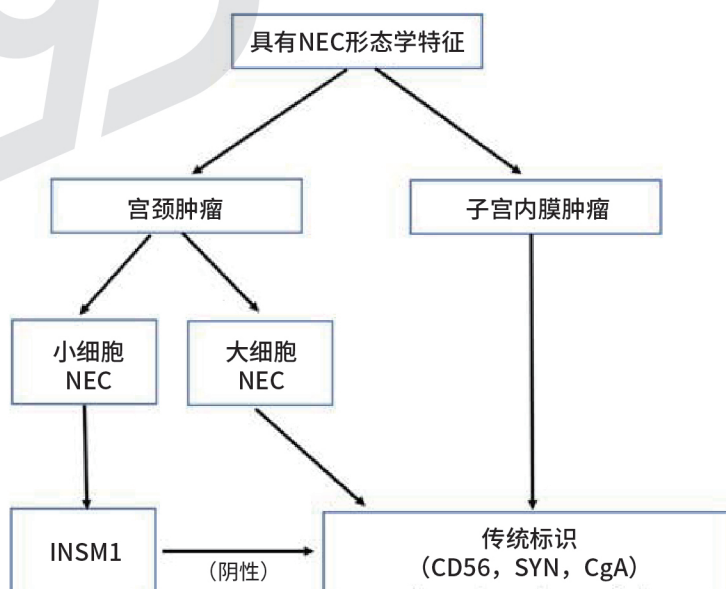 具有NEC形态学特征
宫颈肿瘤
子宫内膜肿瘤
小细胞
NEC
大细胞
NEC
INSM1
（阴性）
传统标识
（CD56，SYN，CgA）